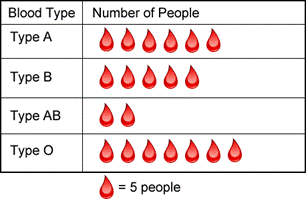 Blood Type Number of People
Type A
Type B
Type AB
Type O
= 5 people